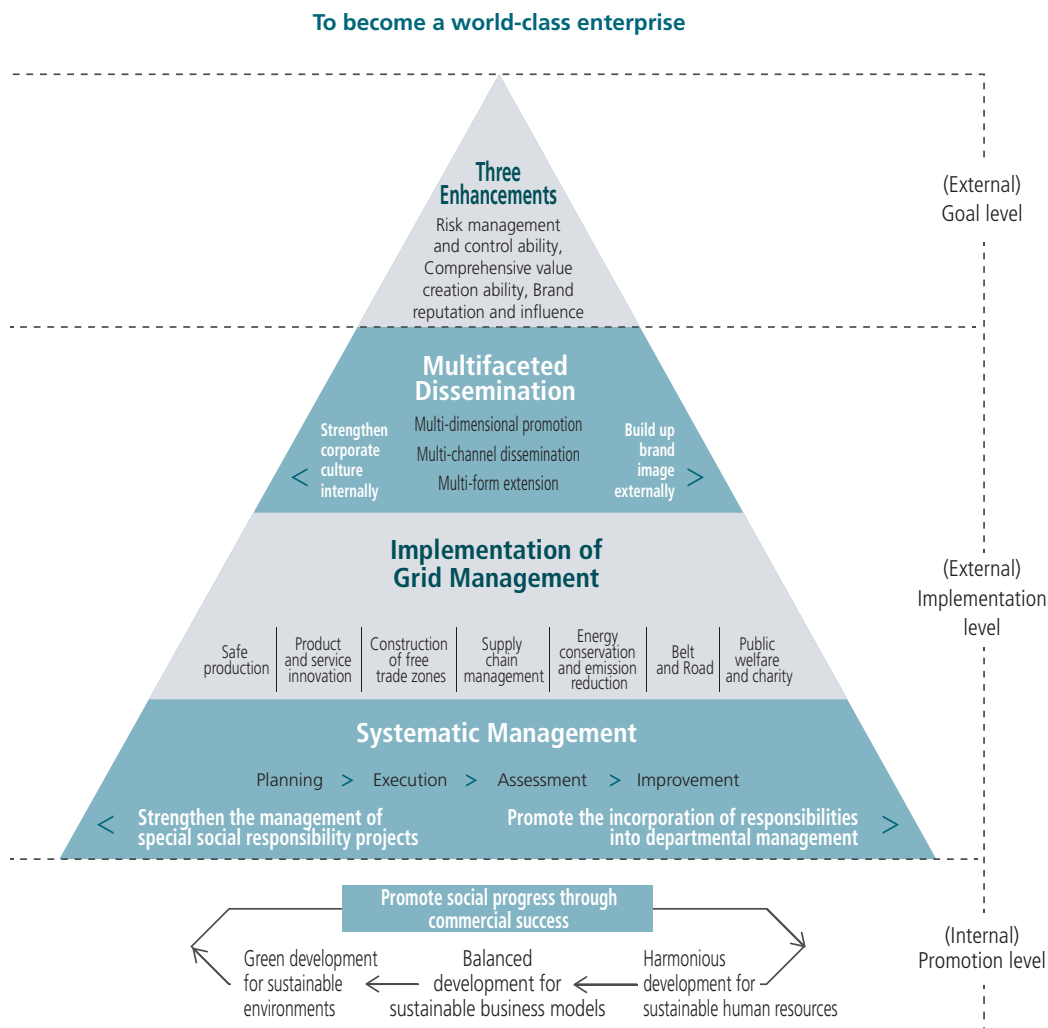 To become a world-class enterprise
Three
Enhancements
Risk management
and control ability,
Comprehensive value
creation ability, Brand
reputation and influence
(External)
Goal level
Multifaceted
Dissemination
Strengthen
corporate
culture
internally
<
Multi-dimensional promotion
Multi-channel dissemination
Multi-form extension
Build up
brand
image
externally
>
Implementation of
Grid Management
Safe
production
Product
and service
innovation
Construction
of free
trade zones
Supply
chain
management
Energy
conservation
and emission
reduction
Belt
and Road
Public
welfare
and charity
(External)
Implementation
level
Systematic Management
Planning > Execution > Assessment > Improvement
< Strengthen the management of
special social responsibility projects
Promote the incorporation of responsibilities >
into departmental management
Promote social progress through
commercial success
Green development
for sustainable
environments
Balanced
development for
sustainable business models
Harmonious
development for
sustainable human resources
(Internal)
Promotion level